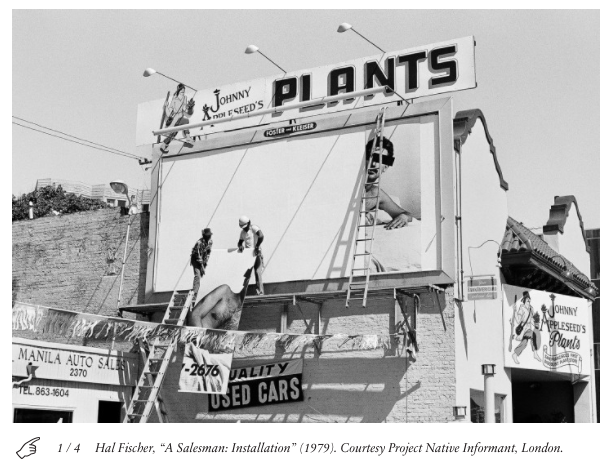 JOHNNY
APPLESEED'S
PLANTS
FOSTER AND KLEISER
JOHNNY
APPLESEED'S
Plants
MANILA AUTO SALES
2370
TEL. 863-1604
-2676
QUALITY
USED CARS
1 / 4 Hal Fischer, “A Salesman: Installation” (1979). Courtesy Project Native Informant, London.